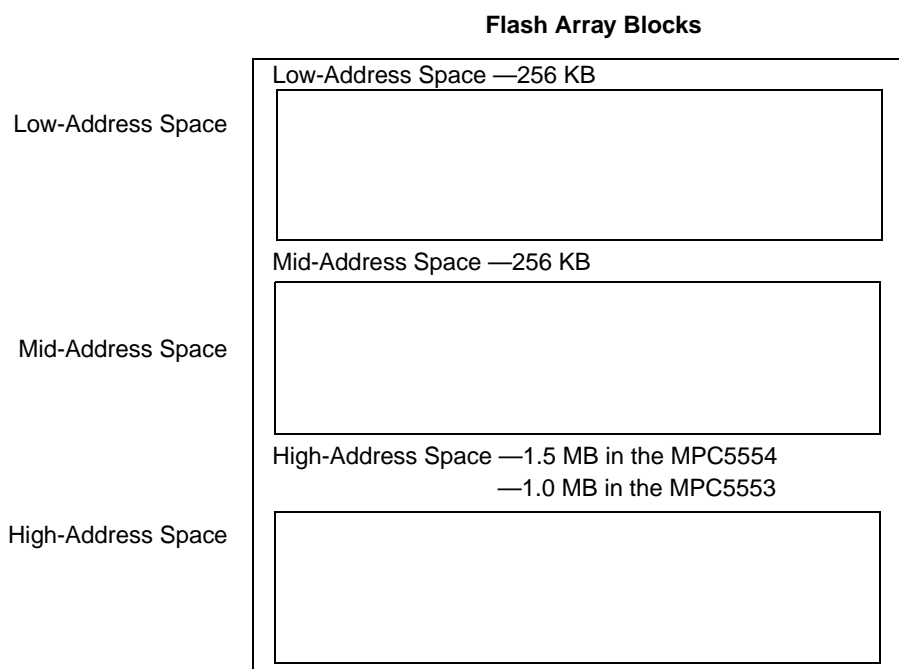 Flash Array Blocks
Low-Address Space —256 KB
Low-Address Space
Mid-Address Space —256 KB
Mid-Address Space
High-Address Space —1.5 MB in the MPC5554
—1.0 MB in the MPC5553
High-Address Space